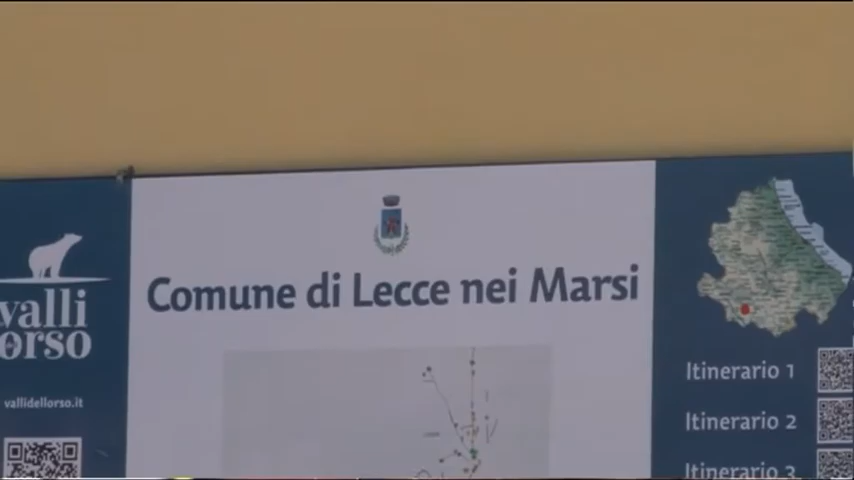 Comune di Lecce nei Marsi
valli
orso
vallidellorso.it
Itinerario 1
Itinerario 2
Itinerario 3